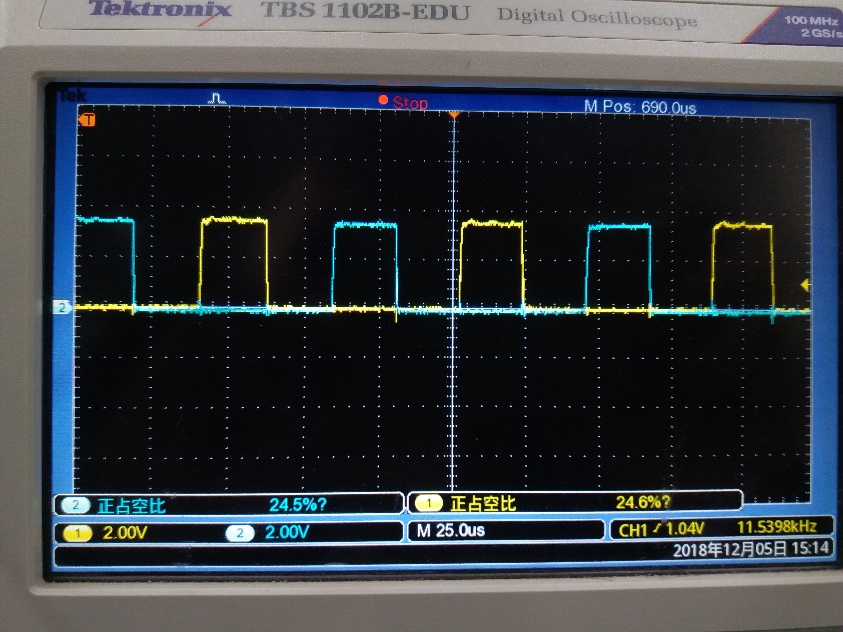 Tektronix TBS 1102B-EDU Digital Oscilloscope 100 MHz
2 GS/s
Tek Stop M Pos: 690.0us
T
2
2 正占空比 24.5%? 1 正占空比 24.6%?
1 2.00V 2 2.00V M 25.0us CH1 1.04V 11.5398kHz
2018年12月05日 15:14